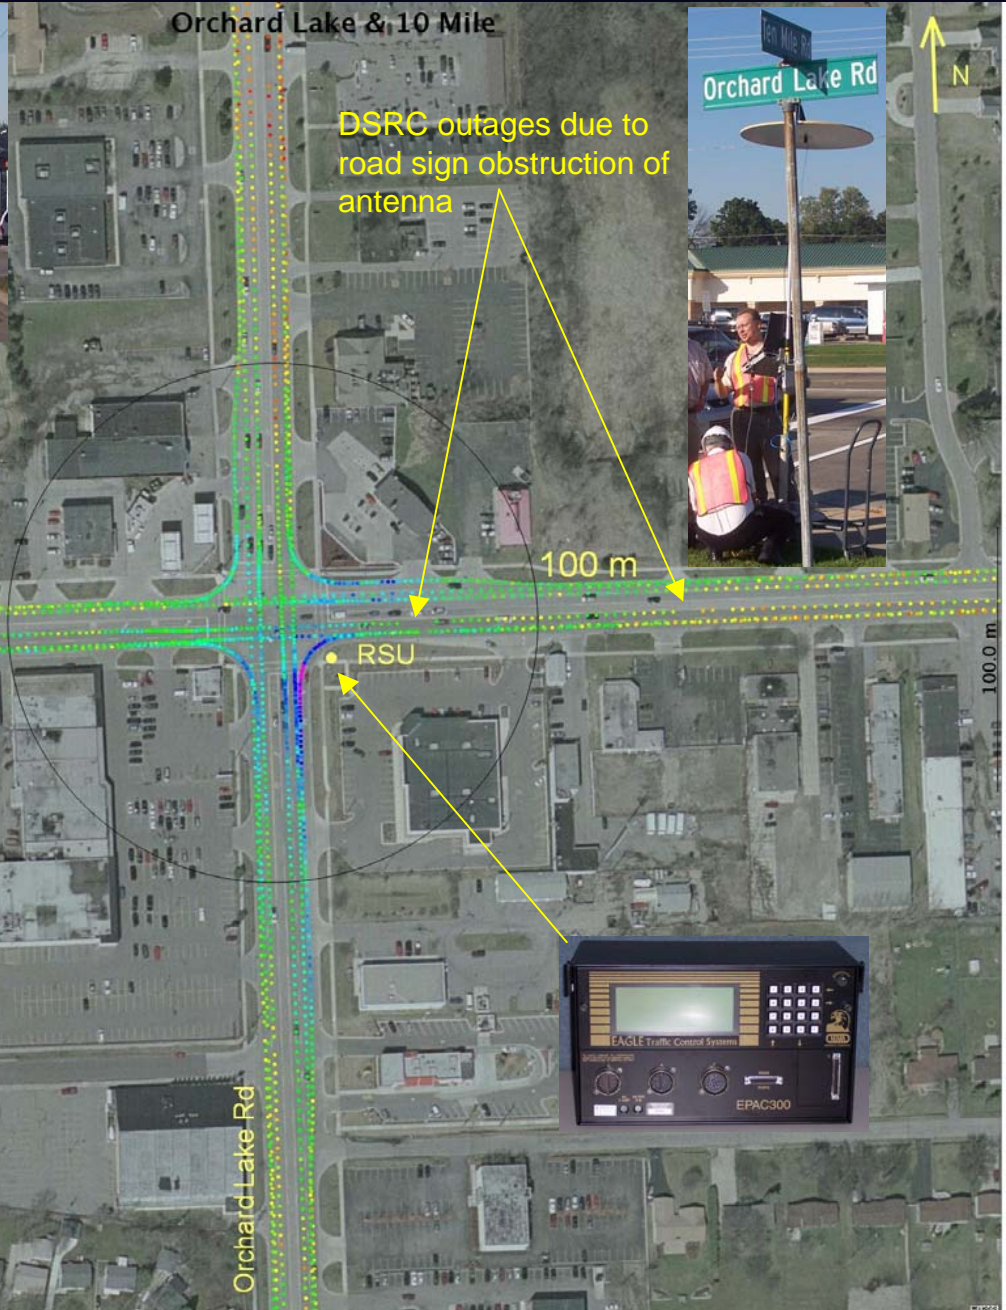 Orchard Lake & 10 Mile
Ten Mile Rd
Orchard Lake Rd
N
DSRC outages due to
road sign obstruction of
antenna
100 m
RSU
100.0 m
EAGLE Traffic Control Systems
EPAC300
Orchard Lake Rd